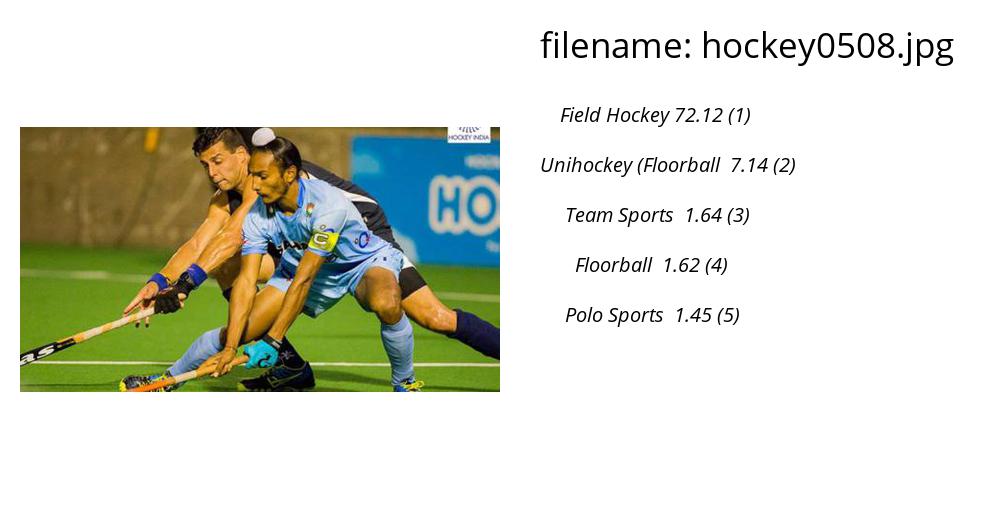 filename: hockey0508.jpg
Field Hockey 72.12 (1)
Unihockey (Floorball 7.14 (2)
Team Sports 1.64 (3)
Floorball 1.62 (4)
Polo Sports 1.45 (5)
HOCKEY INDIA
HO
C
as